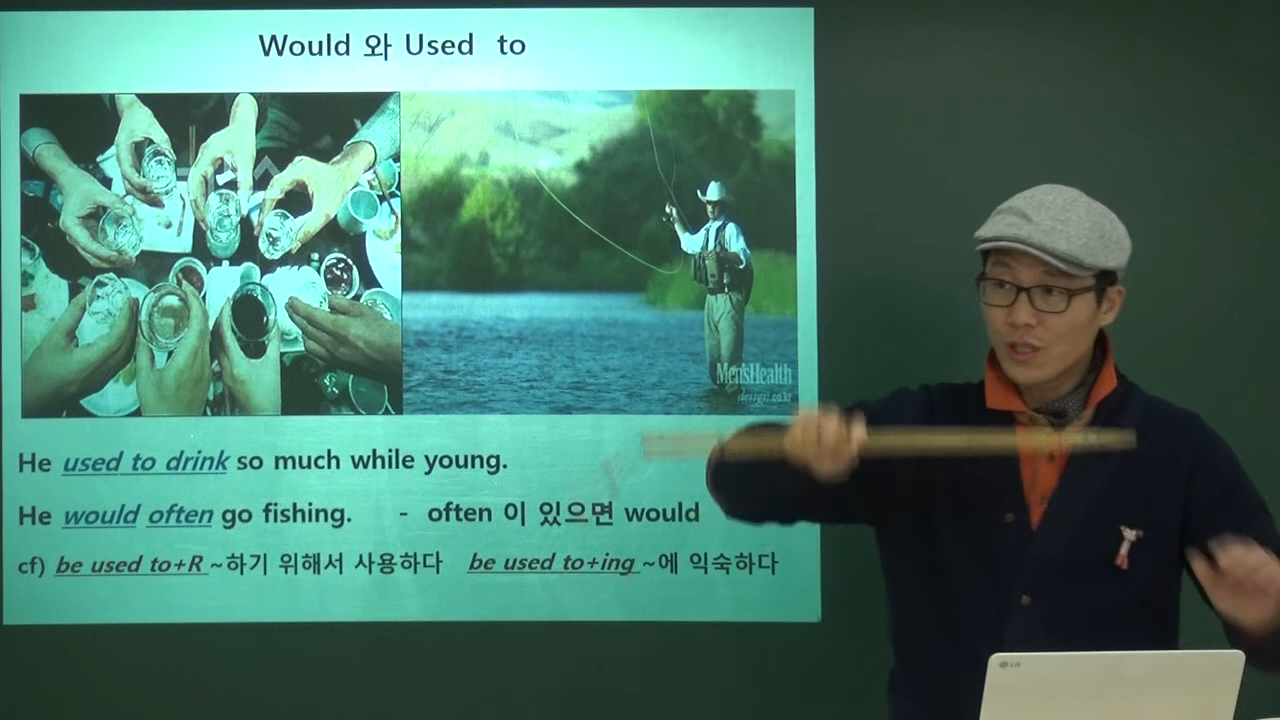 Would 와 Used to
Men'sHealth
He used to drink so much while young.
He would often go fishing. - often 이 있으면 would
cf) be used to+R ~하기 위해서 사용하다 be used to+ing ~에 익숙하다
LG